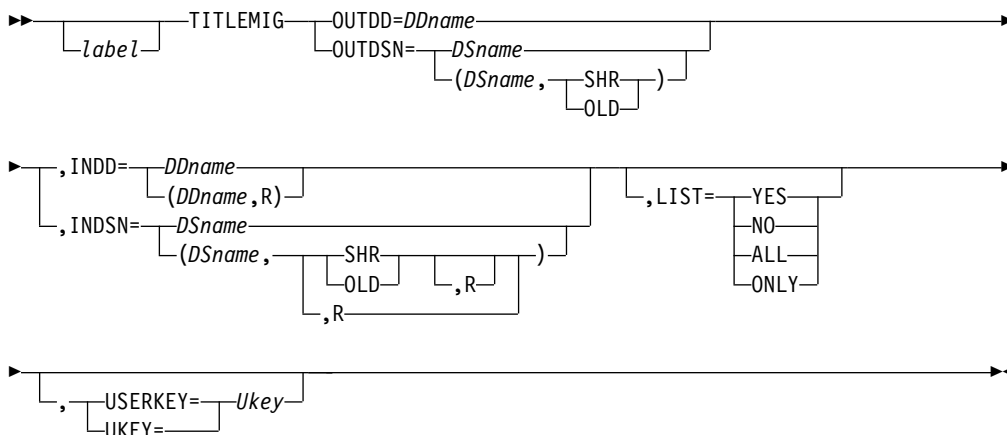 TITLEMIG OUTDD=DDname
label OUTDSN= DSname
(DSname, SHR )
OLD
,INDD= DDname ,LIST= YES
(DDname,R) NO
,INDSN= DSname ALL
(DSname, SHR ) ONLY
OLD ,R
,R
, USERKEY= Ukey
UKEY=